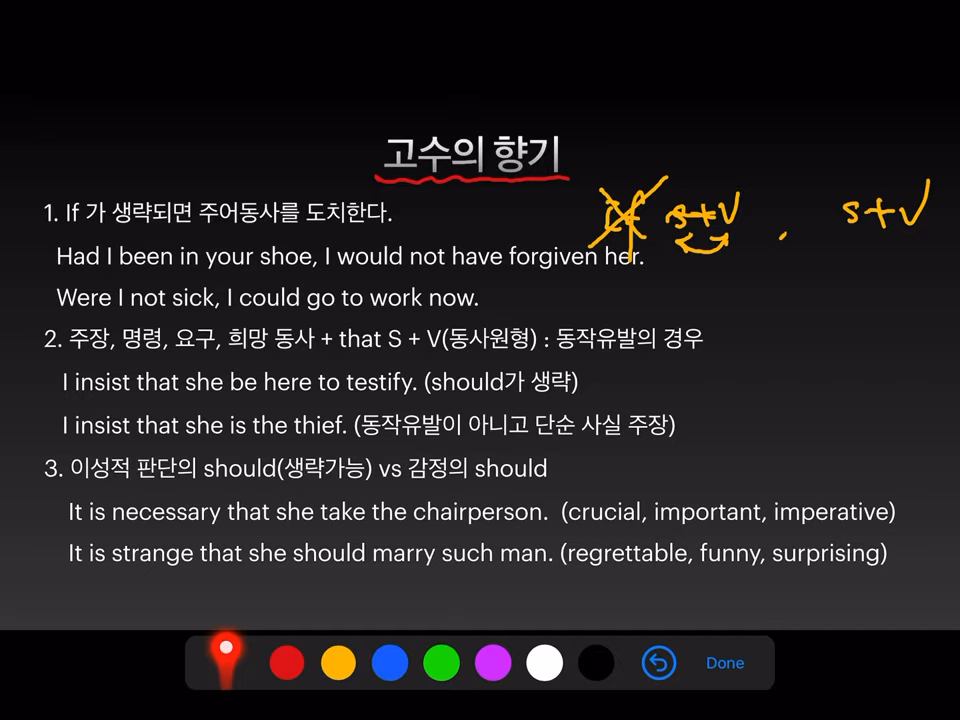 고수의 향기
if s+v , s+v
1. If 가 생략되면 주어동사를 도치한다.
Had I been in your shoe, I would not have forgiven her.
Were I not sick, I could go to work now.
2. 주장, 명령, 요구, 희망 동사 + that S + V(동사원형) : 동작유발의 경우
I insist that she be here to testify. (should가 생략)
I insist that she is the thief. (동작유발이 아니고 단순 사실 주장)
3. 이성적 판단의 should(생략가능) vs 감정의 should
It is necessary that she take the chairperson. (crucial, important, imperative)
It is strange that she should marry such man. (regrettable, funny, surprising)
Done